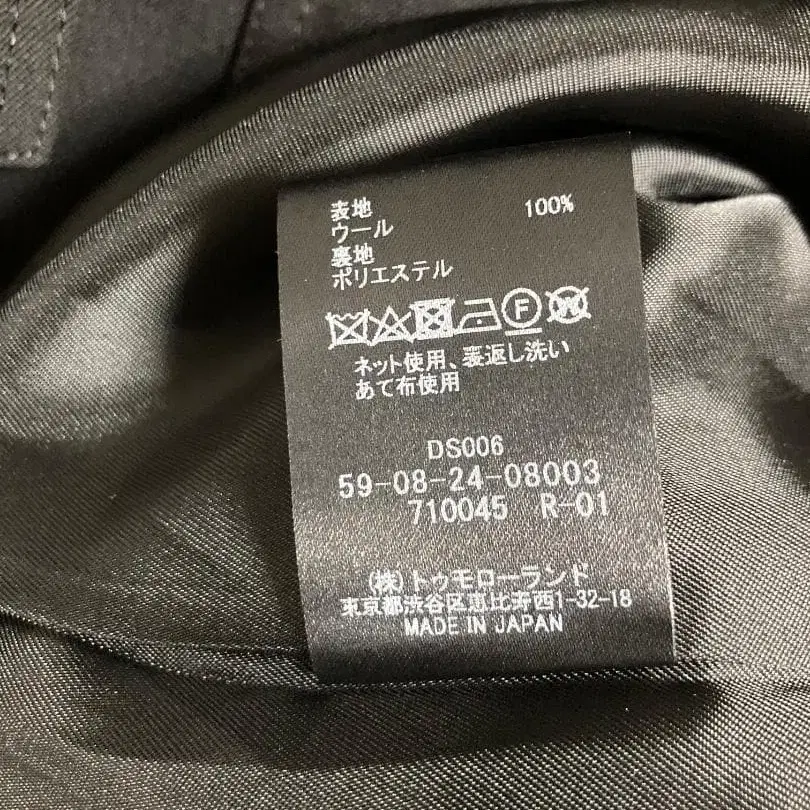 表地
ウール 100%
裏地
ポリエステル
F
W
ネット使用、裏返し洗い
あて布使用
DS006
59-08-24-08003
710045 R-01
(株)トゥモローランド
東京都渋谷区恵比寿西1-32-18
MADE IN JAPAN